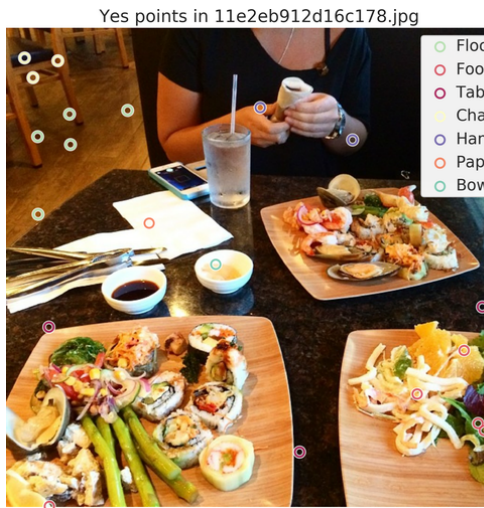 Yes points in 11e2eb912d16c178.jpg
Floo
Foo
Tab
Cha
Han
Pap
Bow